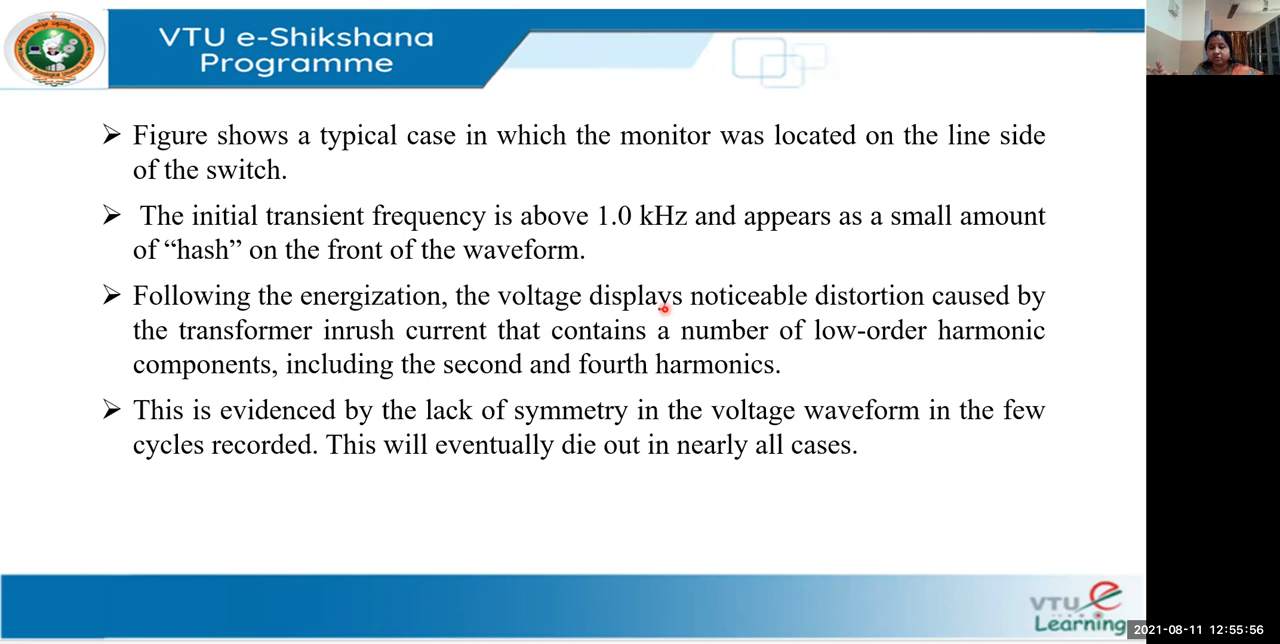 VTU e-Shikshana
Programme
➢ Figure shows a typical case in which the monitor was located on the line side
of the switch.
➢ The initial transient frequency is above 1.0 kHz and appears as a small amount
of “hash” on the front of the waveform.
➢ Following the energization, the voltage displays noticeable distortion caused by
the transformer inrush current that contains a number of low-order harmonic
components, including the second and fourth harmonics.
➢ This is evidenced by the lack of symmetry in the voltage waveform in the few
cycles recorded. This will eventually die out in nearly all cases.
VTU e
Learning
2021-08-11 12:55:56